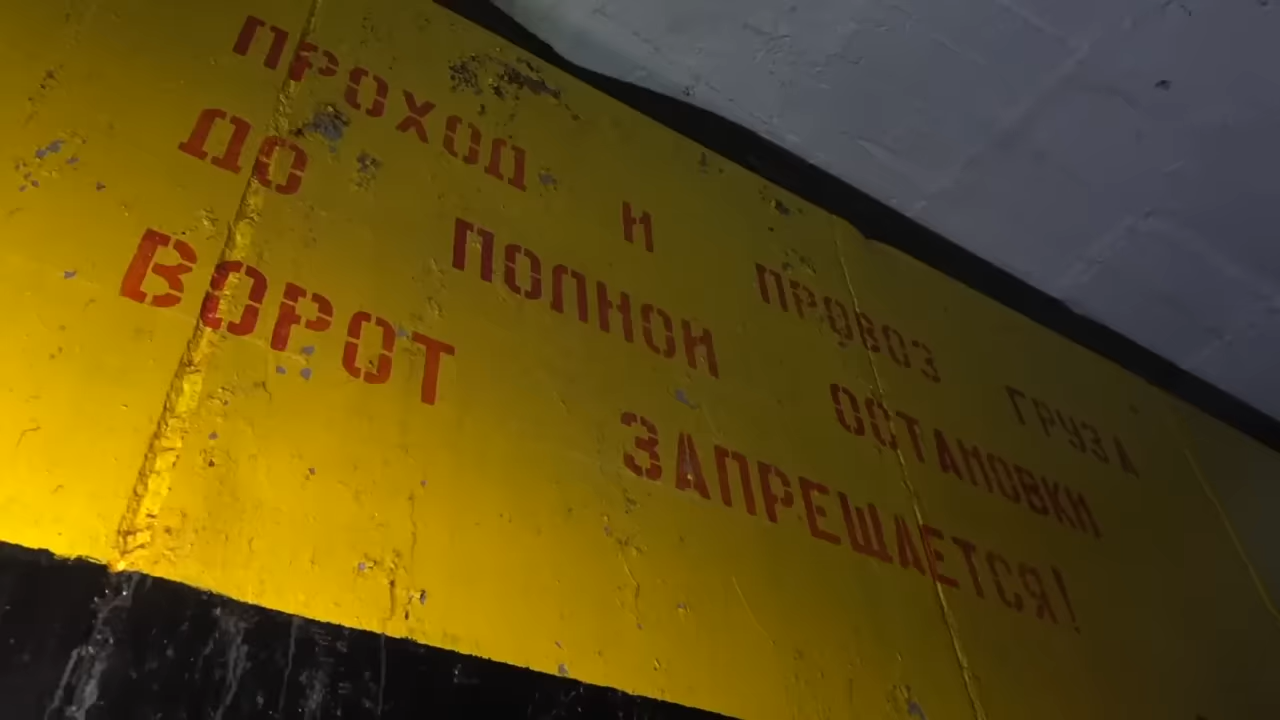 ПРОХОД И ПРОВОЗ ГРУЗА
ДО ПОЛНОЙ ОСТАНОВКИ
ВОРОТ ЗАПРЕЩАЕТСЯ!